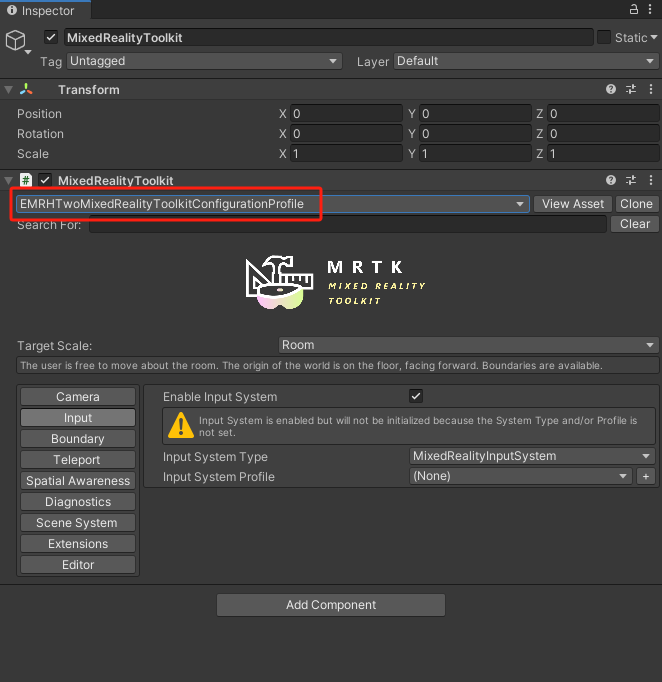 Inspector
MixedRealityToolkit Static
Tag Untagged Layer Default
Transform
Position X 0 Y 0 Z 0
Rotation X 0 Y 0 Z 0
Scale X 1 Y 1 Z 1
# MixedRealityToolkit
EMRHTwoMixedRealityToolkitConfigurationProfile View Asset Clone
Search For: Clear
MRTK
MIXED REALITY
TOOLKIT
Target Scale: Room
The user is free to move about the room. The origin of the world is on the floor, facing forward. Boundaries are available.
Camera
Input
Boundary
Teleport
Spatial Awareness
Diagnostics
Scene System
Extensions
Editor
Enable Input System
Input System is enabled but will not be initialized because the System Type and/or Profile is
not set.
Input System Type MixedRealityInputSystem
Input System Profile (None) +
Add Component